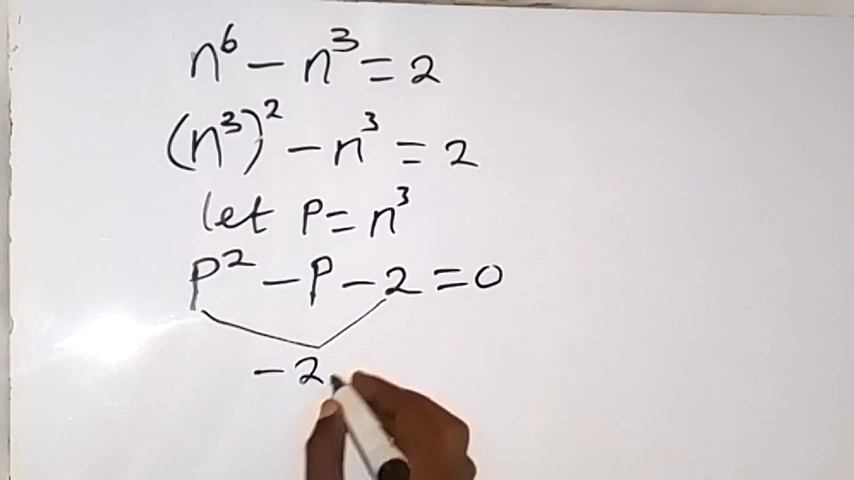 n⁶ − n³ = 2
(n³)² − n³ = 2
let P = n³
P² − P − 2 = 0
−2